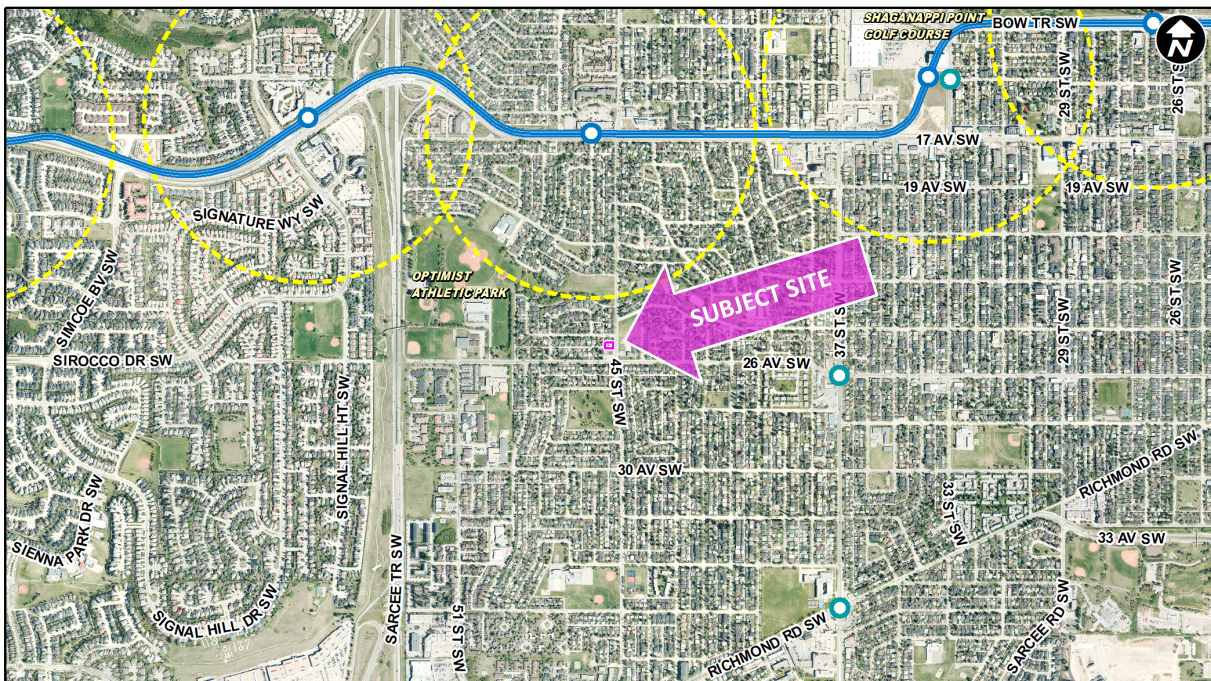 SHAGANAPPI POINT
GOLF COURSE
BOW TR SW
N
29 ST SW
26 ST S
17 AV SW
19 AV SW
19 AV SW
SIGNATURE WY SW
OPTIMIST
ATHLETIC PARK
SUBJECT SITE
SIMCOE BV SW
SIROCCO DR SW
37 ST SW
29 ST SW
26 ST SW
26 AV SW
45 ST SW
SIGNAL HILL HT SW
30 AV SW
RICHMOND RD SW
SIENNA PARK DR SW
33 ST SW
33 AV SW
SARCEE TR SW
SIGNAL HILL DR SW
51 ST SW
RICHMOND RD SW
SARCEE RD SW